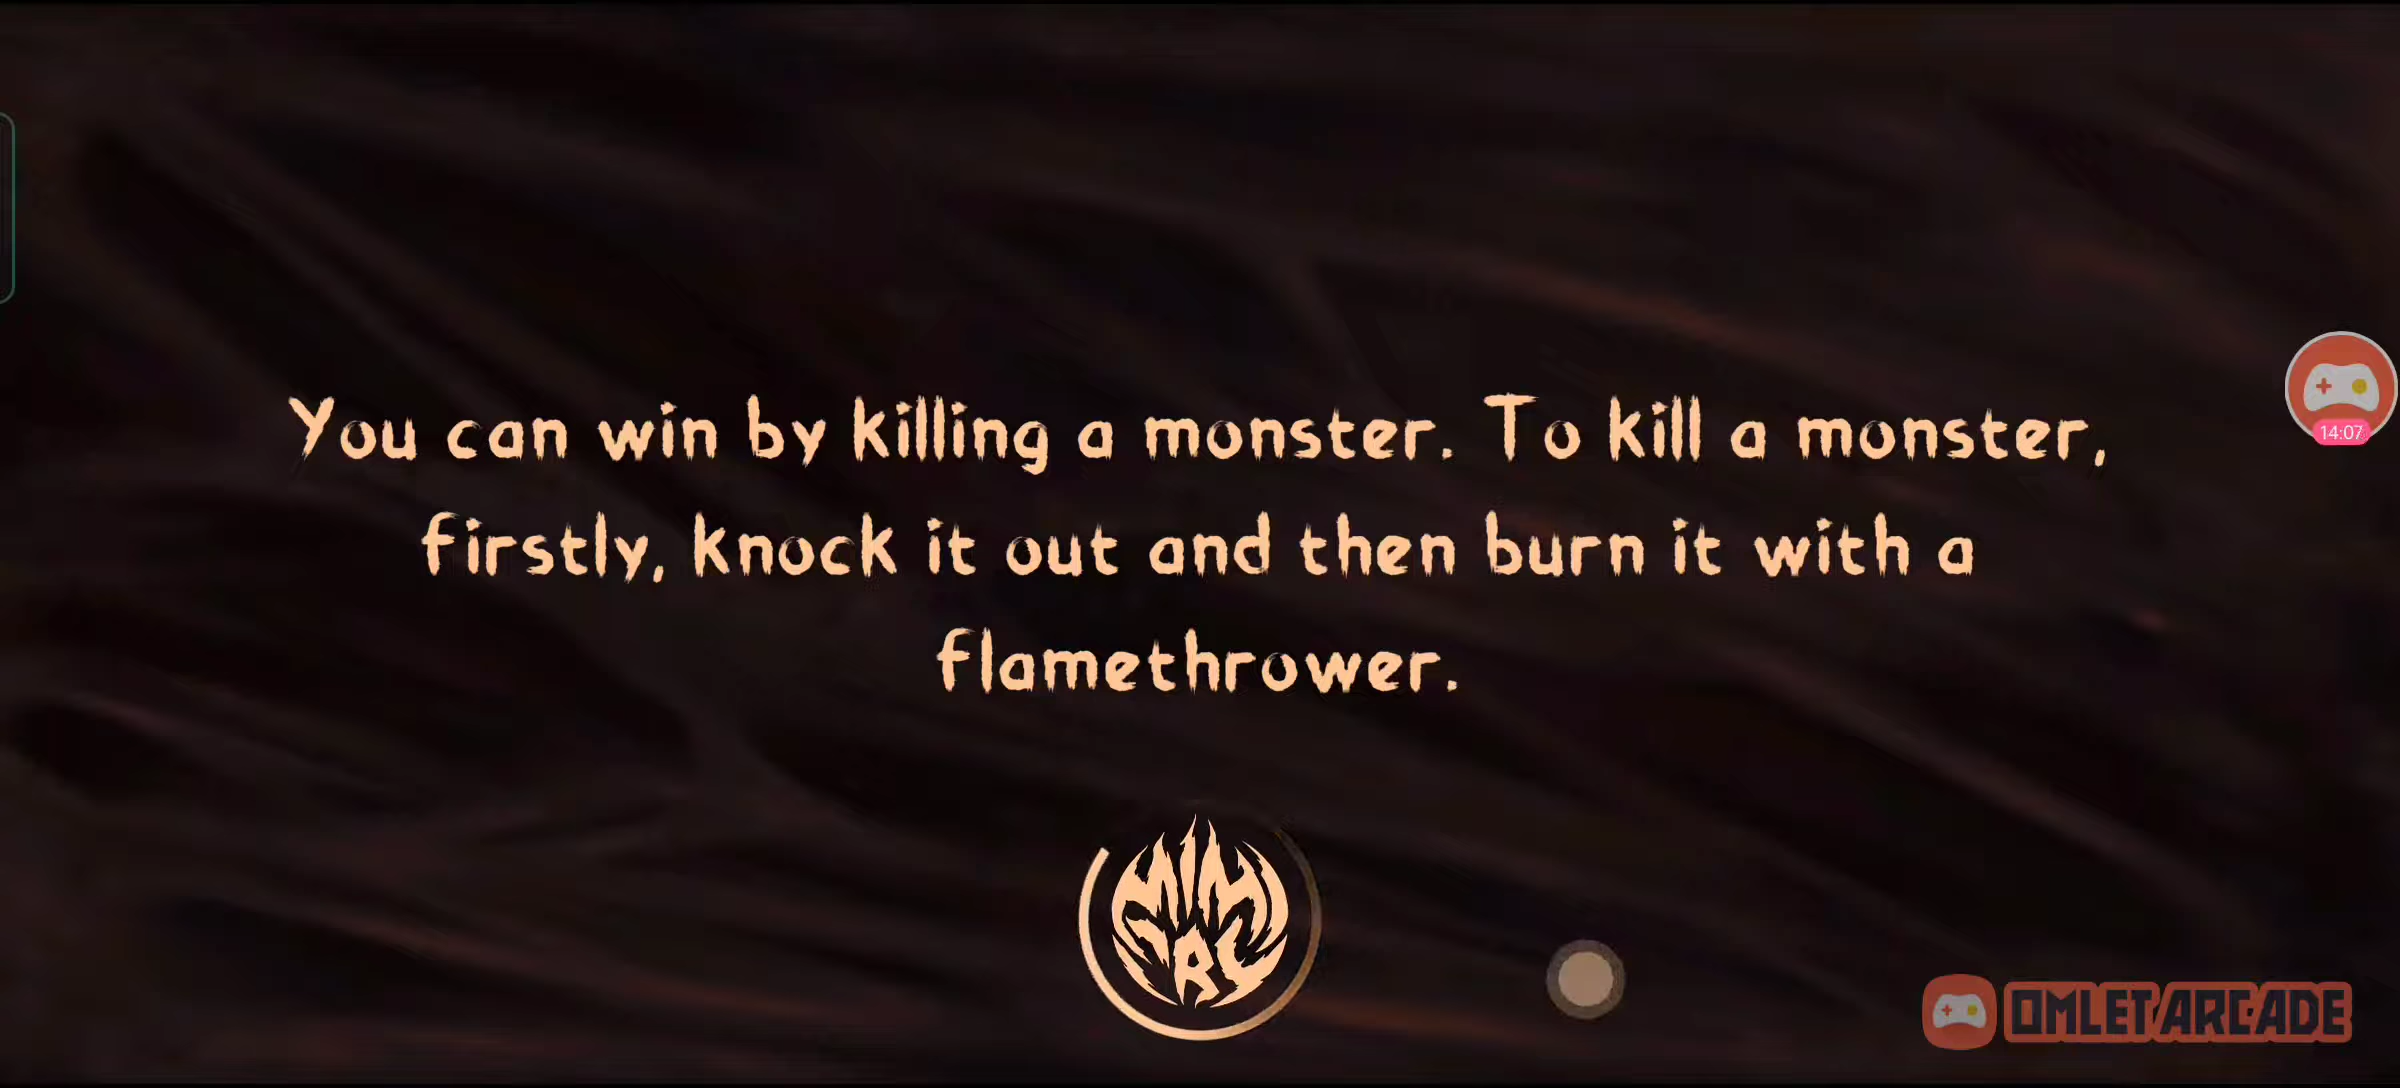 You can win by killing a monster. To kill a monster,
firstly, knock it out and then burn it with a
flamethrower.
14:07
OMLET ARCADE